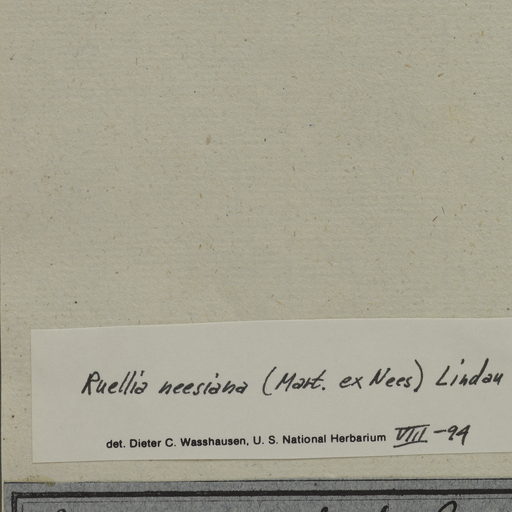 Ruellia neesiana (Mart. ex Nees) Lindau
det. Dieter C. Wasshausen, U. S. National Herbarium VIII-94